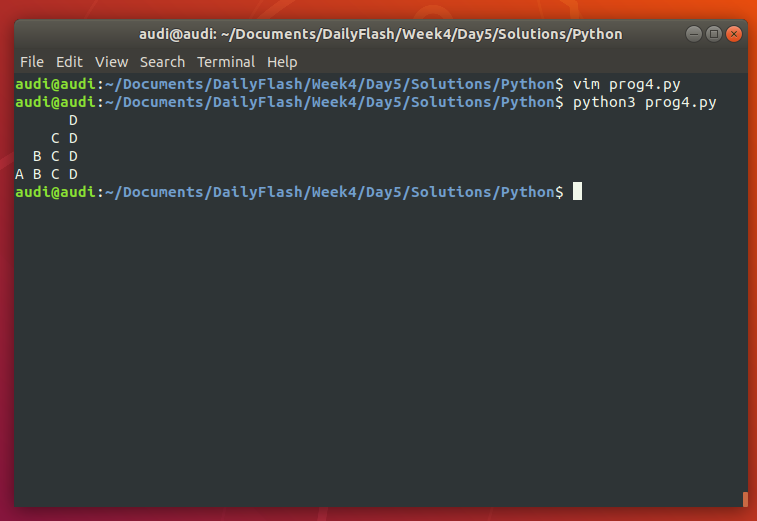 audi@audi: ~/Documents/DailyFlash/Week4/Day5/Solutions/Python
File Edit View Search Terminal Help
audi@audi:~/Documents/DailyFlash/Week4/Day5/Solutions/Python$ vim prog4.py
audi@audi:~/Documents/DailyFlash/Week4/Day5/Solutions/Python$ python3 prog4.py
      D
    C D
  B C D
A B C D
audi@audi:~/Documents/DailyFlash/Week4/Day5/Solutions/Python$